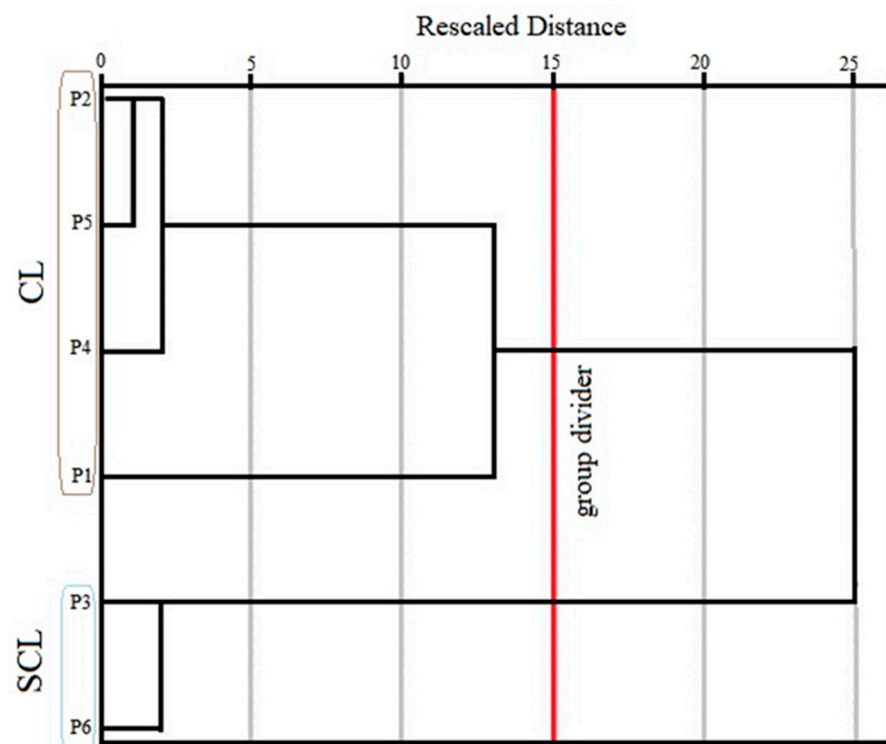 Rescaled Distance
0 5 10 15 20 25
P2
P5
CL
P4
group divider
P1
P3
SCL
P6